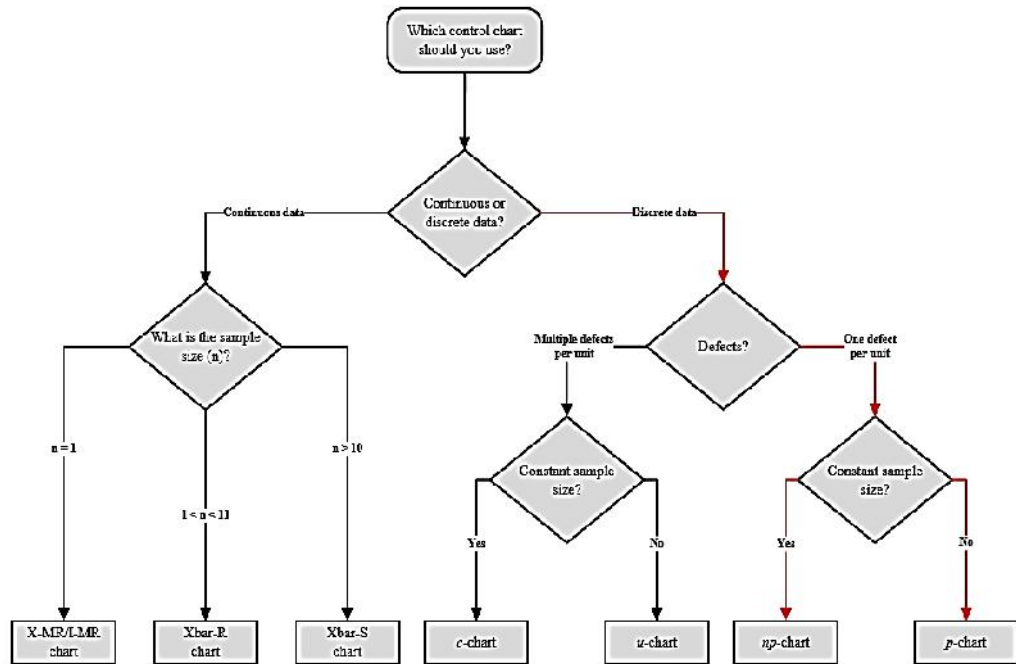 Which control chart
should you use?
Continuous or
discrete data?
Continuous data
Discrete data
What is the sample
size (n)?
Defects?
Multiple defects
per unit
One defect
per unit
n = 1
1 < n < 11
n > 10
Constant sample
size?
Constant sample
size?
Yes
No
Yes
No
X-MR/I-MR
chart
Xbar-R
chart
Xbar-S
chart
c-chart
u-chart
np-chart
p-chart